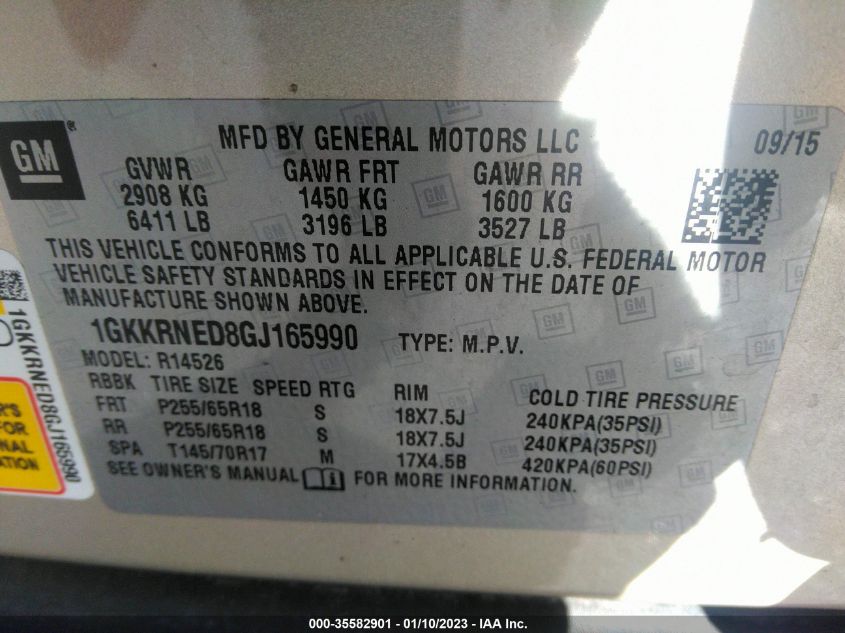 GM
®
MFD BY GENERAL MOTORS LLC 09/15
GVWR GAWR FRT GAWR RR
2908 KG 1450 KG 1600 KG
6411 LB 3196 LB 3527 LB
THIS VEHICLE CONFORMS TO ALL APPLICABLE U.S. FEDERAL MOTOR
VEHICLE SAFETY STANDARDS IN EFFECT ON THE DATE OF
MANUFACTURE SHOWN ABOVE.
1GKKRNED8GJ165990 TYPE: M.P.V.
MODEL: R14526
RBBK TIRE SIZE SPEED RTG RIM COLD TIRE PRESSURE
FRT P255/65R18 S 18X7.5J 240KPA(35PSI)
RR P255/65R18 S 18X7.5J 240KPA(35PSI)
SPA T145/70R17 M 17X4.5B 420KPA(60PSI)
SEE OWNER'S MANUAL FOR MORE INFORMATION.
1GKKRNED8GJ165990
R'S
FOR
NAL
ATION
000-35582901 - 01/10/2023 - IAA Inc.